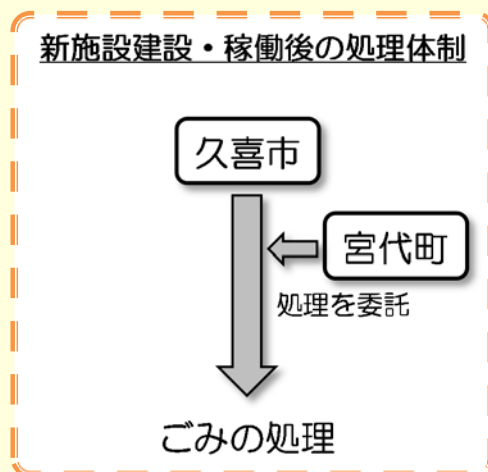 新施設建設・稼働後の処理体制
久喜市
宮代町
処理を委託
ごみの処理